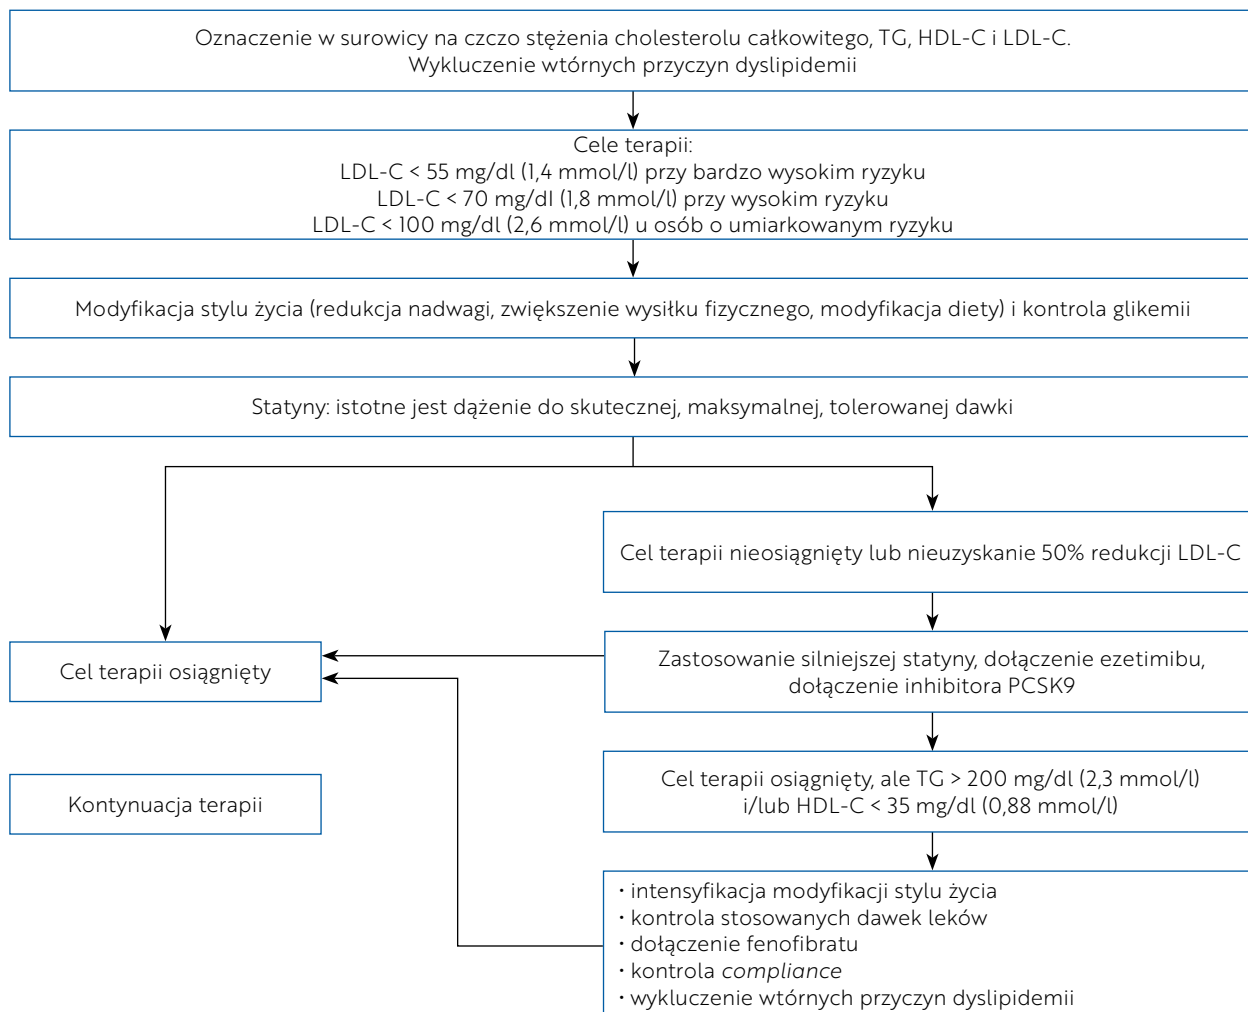 Oznaczenie w surowicy na czczo stężenia cholesterolu całkowitego, TG, HDL-C i LDL-C.
Wykluczenie wtórnych przyczyn dyslipidemii
Cele terapii:
LDL-C < 55 mg/dl (1,4 mmol/l) przy bardzo wysokim ryzyku
LDL-C < 70 mg/dl (1,8 mmol/l) przy wysokim ryzyku
LDL-C < 100 mg/dl (2,6 mmol/l) u osób o umiarkowanym ryzyku
Modyfikacja stylu życia (redukcja nadwagi, zwiększenie wysiłku fizycznego, modyfikacja diety) i kontrola glikemii
Statyny: istotne jest dążenie do skutecznej, maksymalnej, tolerowanej dawki
Cel terapii nieosiągnięty lub nieuzyskanie 50% redukcji LDL-C
Cel terapii osiągnięty
Zastosowanie silniejszej statyny, dołączenie ezetimibu,
dołączenie inhibitora PCSK9
Kontynuacja terapii
Cel terapii osiągnięty, ale TG > 200 mg/dl (2,3 mmol/l)
i/lub HDL-C < 35 mg/dl (0,88 mmol/l)
• intensyfikacja modyfikacji stylu życia
• kontrola stosowanych dawek leków
• dołączenie fenofibratu
• kontrola compliance
• wykluczenie wtórnych przyczyn dyslipidemii